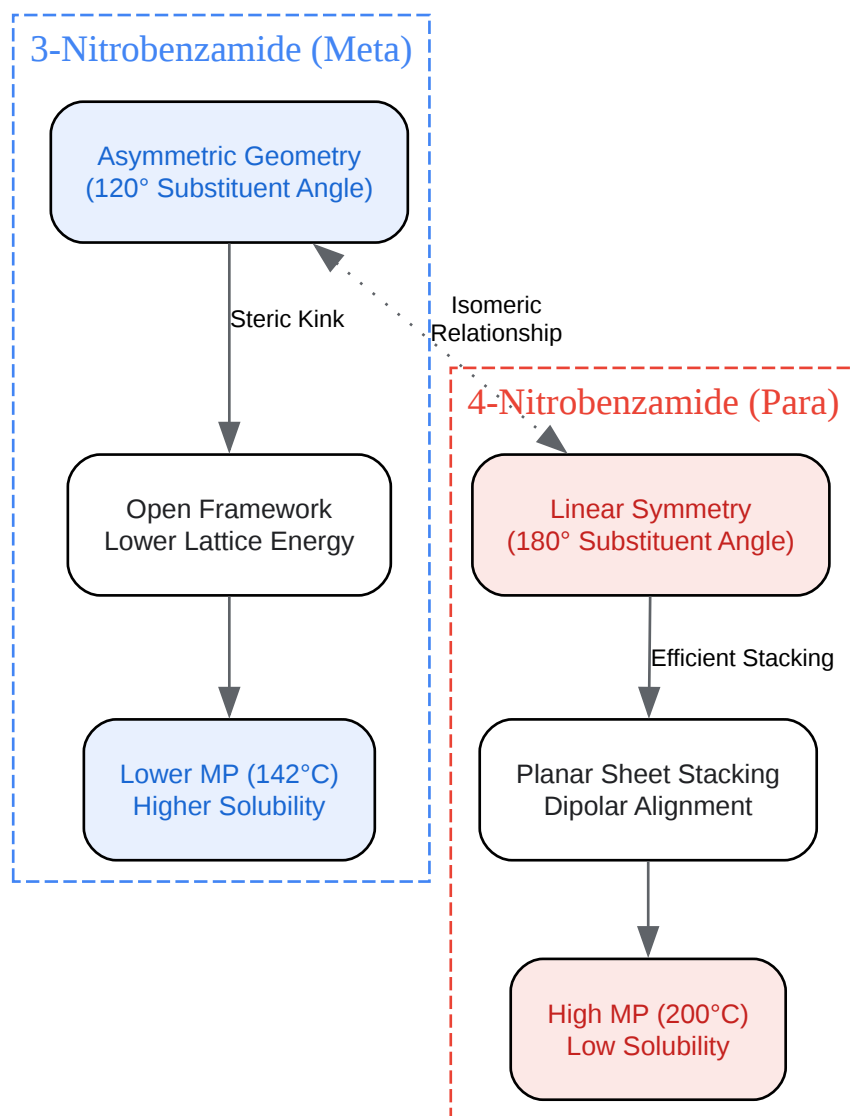 3-Nitrobenzamide (Meta)
Asymmetric Geometry
(120° Substituent Angle)
Steric Kink
Isomeric
Relationship
Open Framework
Lower Lattice Energy
Lower MP (142°C)
Higher Solubility
4-Nitrobenzamide (Para)
Linear Symmetry
(180° Substituent Angle)
Efficient Stacking
Planar Sheet Stacking
Dipolar Alignment
High MP (200°C)
Low Solubility